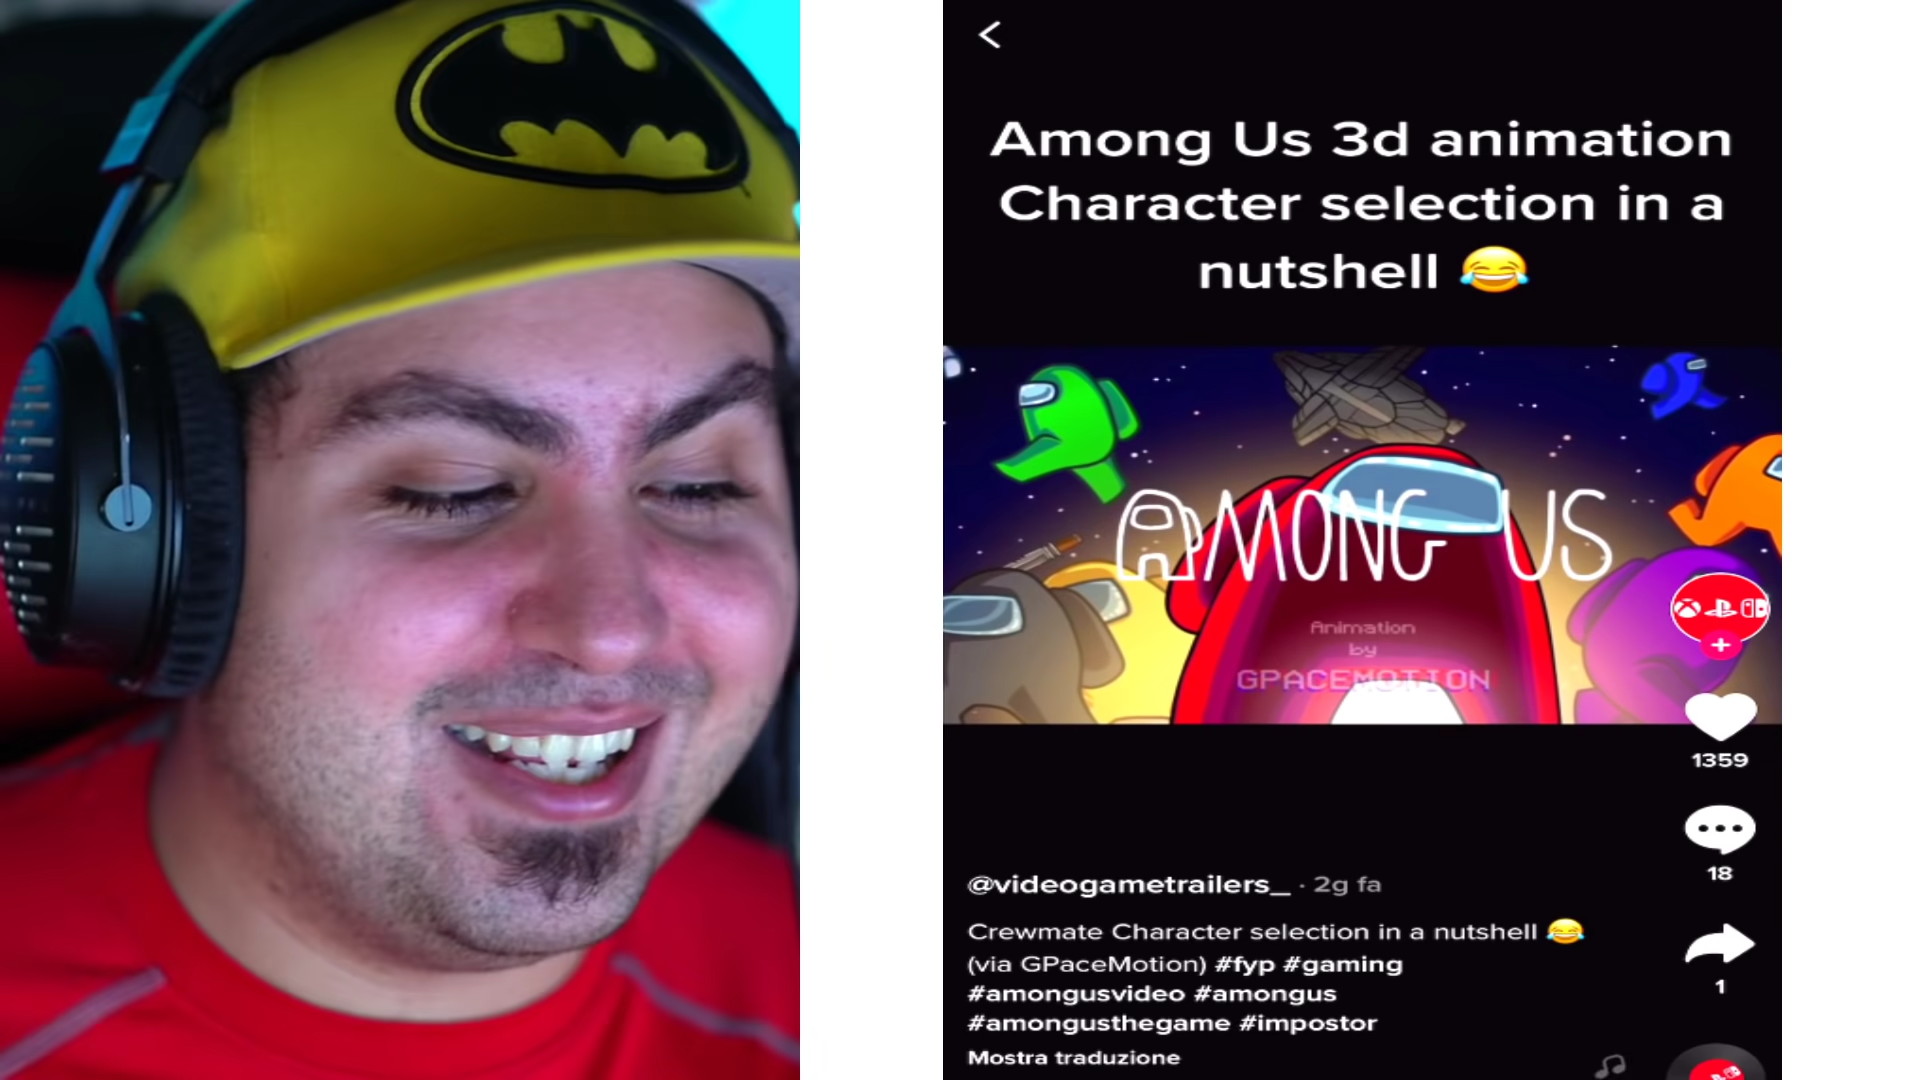 Among Us 3d animation
Character selection in a
nutshell 😂
AMONG US
Animation
by
GPACEMOTION
1359
18
1
@videogametrailers_ · 2g fa
Crewmate Character selection in a nutshell 😂
(via GPaceMotion) #fyp #gaming
#amongusvideo #amongus
#amongusthegame #impostor
Mostra traduzione